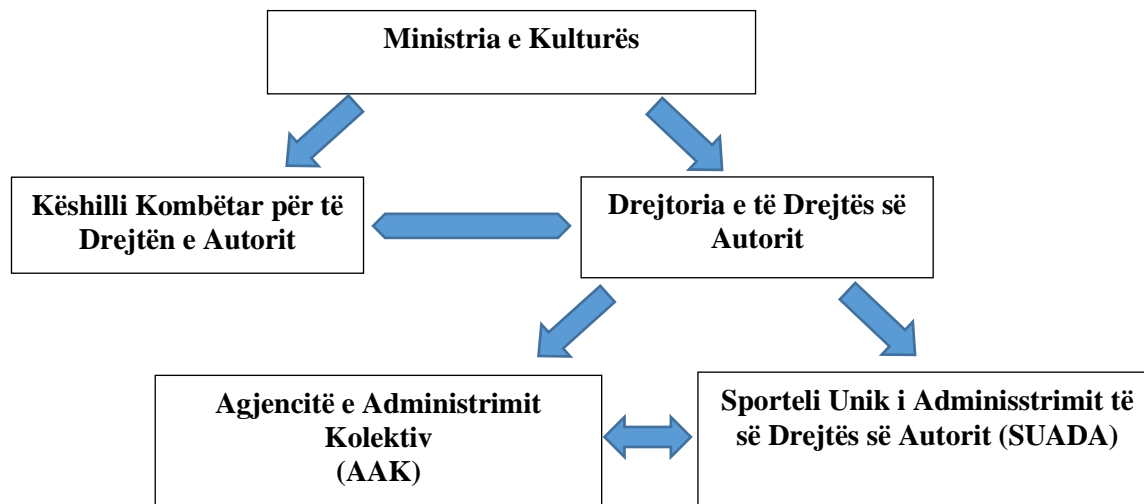 Ministria e Kulturës
Këshilli Kombëtar për të
Drejtën e Autorit
Drejtoria e të Drejtës së
Autorit
Agjencitë e Administrimit
Kolektiv
(AAK)
Sporteli Unik i Adminisstrimit të
së Drejtës së Autorit (SUADA)